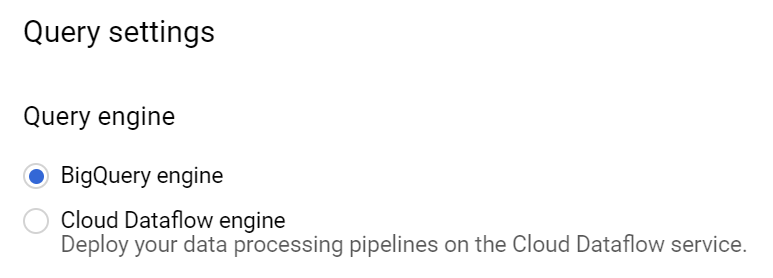 Query settings
Query engine
BigQuery engine
Cloud Dataflow engine
Deploy your data processing pipelines on the Cloud Dataflow service.